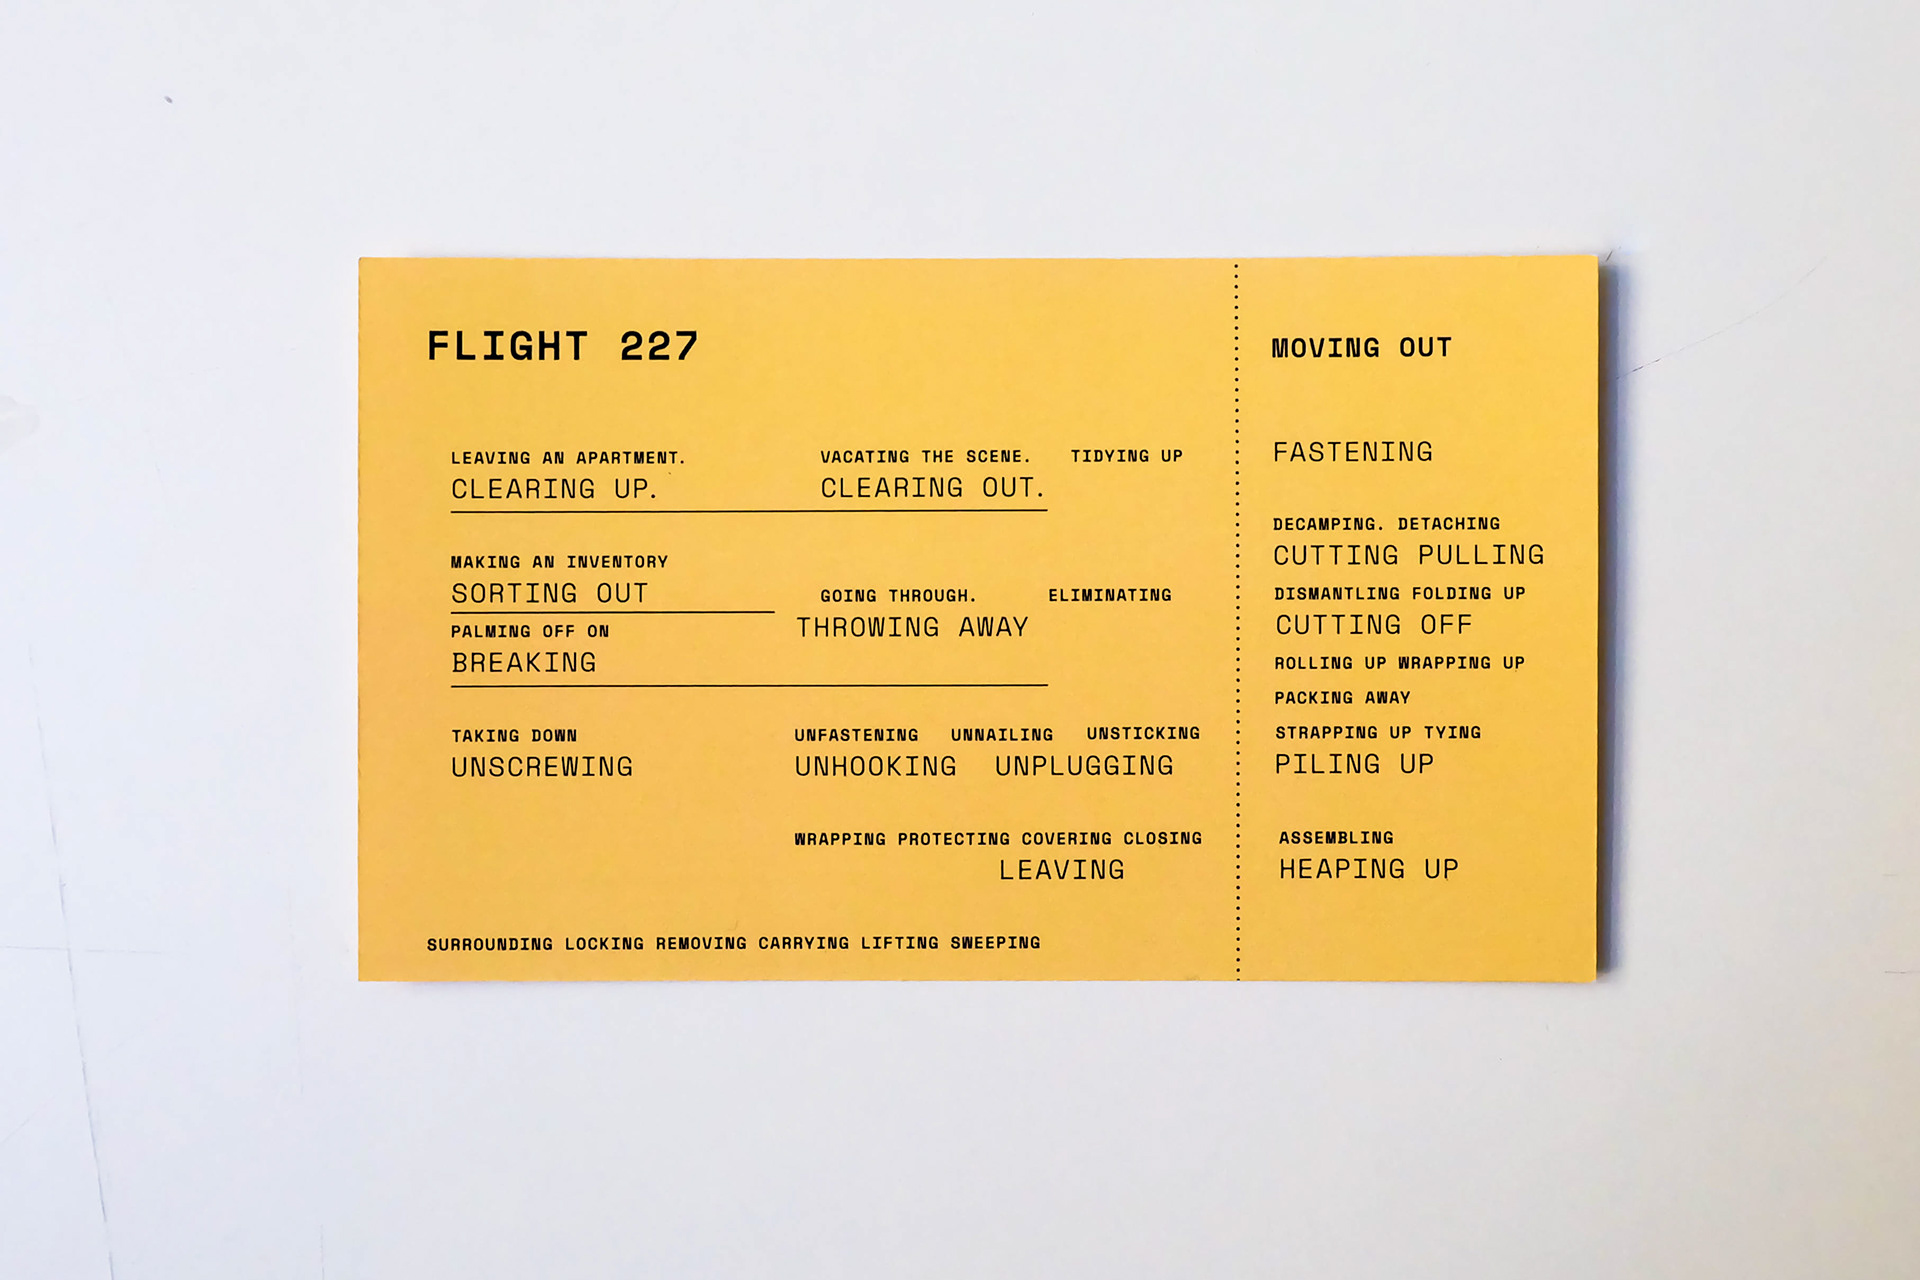 FLIGHT 227
LEAVING AN APARTMENT. VACATING THE SCENE. TIDYING UP
CLEARING UP. CLEARING OUT.
MAKING AN INVENTORY
SORTING OUT
GOING THROUGH. ELIMINATING
PALMING OFF ON
THROWING AWAY
BREAKING
TAKING DOWN UNFASTENING UNNAILING UNSTICKING
UNSCREWING UNHOOKING UNPLUGGING
WRAPPING PROTECTING COVERING CLOSING
LEAVING
SURROUNDING LOCKING REMOVING CARRYING LIFTING SWEEPING
MOVING OUT
FASTENING
DECAMPING. DETACHING
CUTTING PULLING
DISMANTLING FOLDING UP
CUTTING OFF
ROLLING UP WRAPPING UP
PACKING AWAY
STRAPPING UP TYING
PILING UP
ASSEMBLING
HEAPING UP